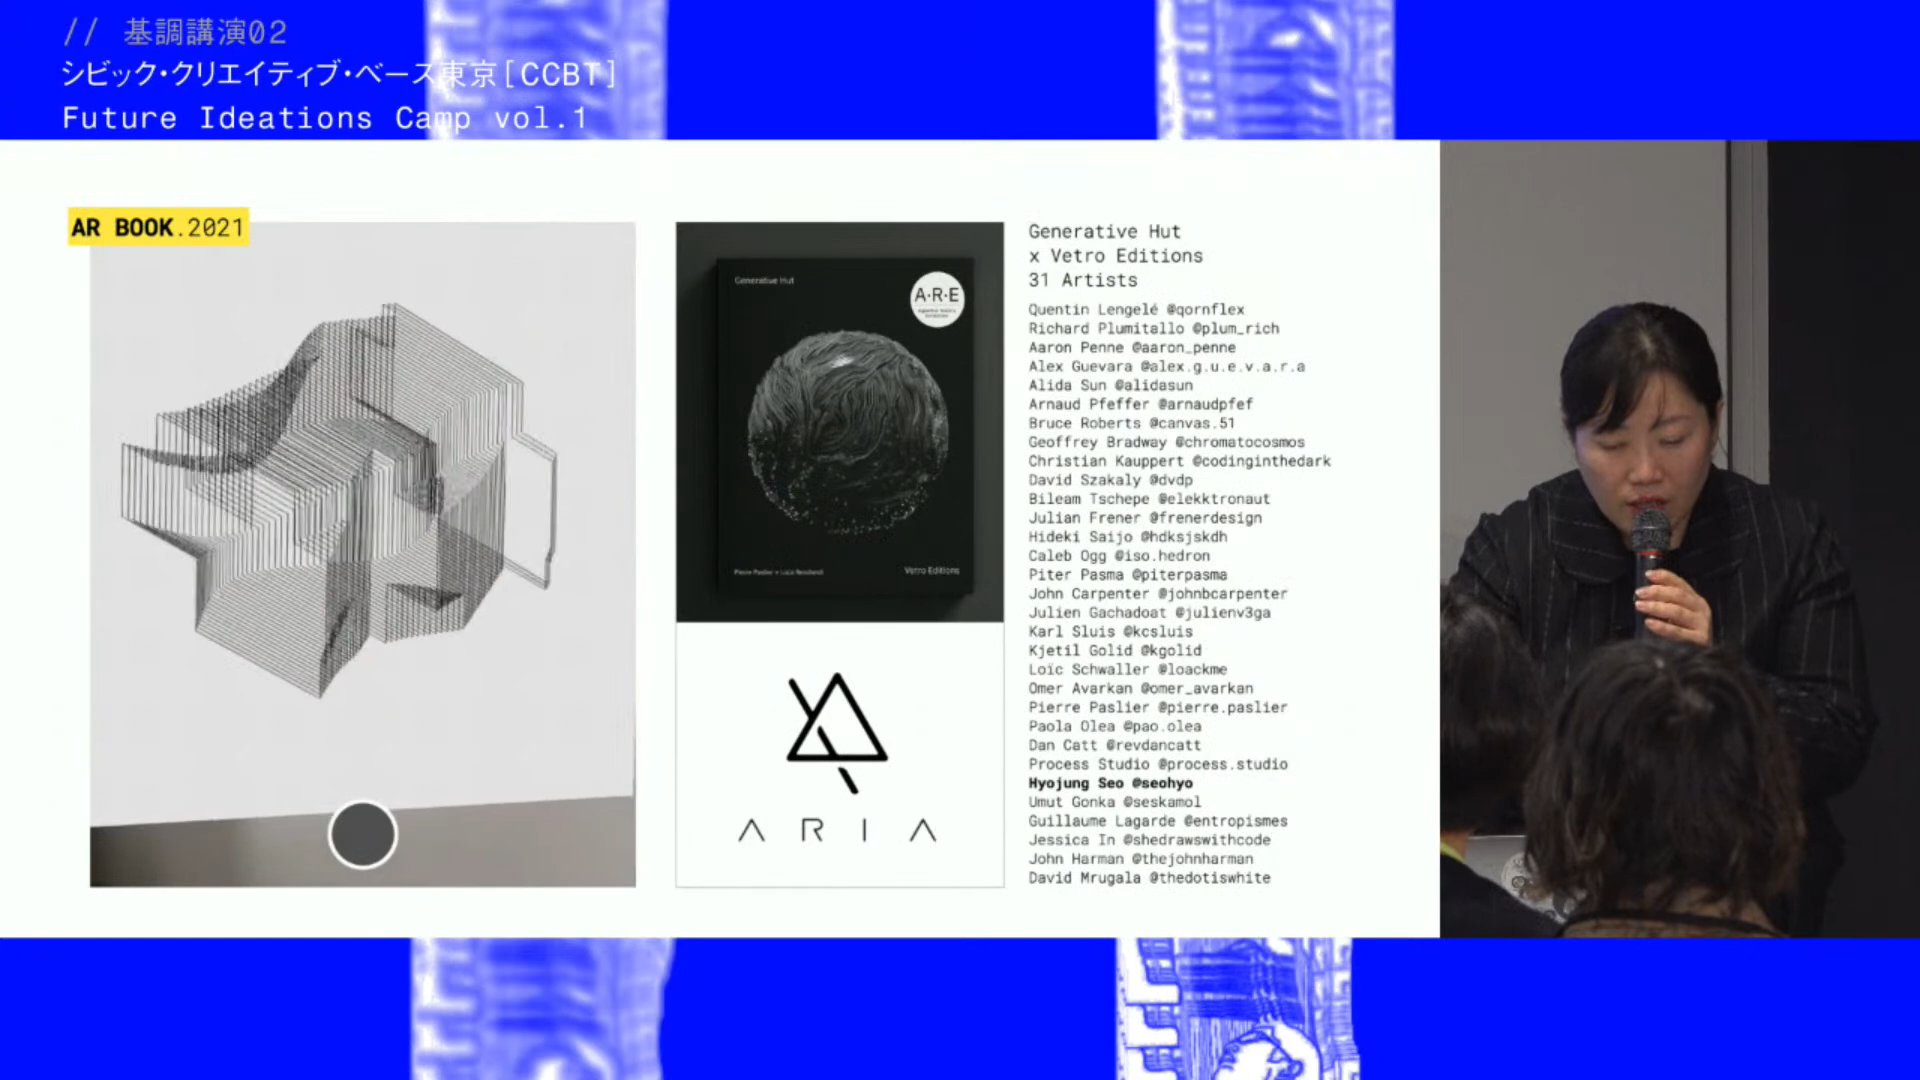 // 基調講演02
シビック・クリエイティブ・ベース東京[CCBT]
Future Ideations Camp vol.1
AR BOOK.2021
Generative Hut
A·R·E
Pierre Paslier × Luca Bendandi
Vetro Editions
ARIA
Generative Hut
x Vetro Editions
31 Artists
Quentin Lengelé @qornflex
Richard Plumitallo @plum_rich
Aaron Penne @aaron_penne
Alex Guevara @alex.g.u.e.v.a.r.a
Alida Sun @alidasun
Arnaud Pfeffer @arnaudpfef
Bruce Roberts @canvas.51
Geoffrey Bradway @chromatocosmos
Christian Kauppert @codinginthedark
David Szakaly @dvdp
Bileam Tschepe @elekktronaut
Julian Frener @frenerdesign
Hideki Saijo @hdksjskdh
Caleb Ogg @iso.hedron
Piter Pasma @piterpasma
John Carpenter @johnbcarpenter
Julien Gachadoat @julienv3ga
Karl Sluis @kcsluis
Kjetil Golid @kgolid
Loïc Schwaller @loackme
Omer Avarkan @omer_avarkan
Pierre Paslier @pierre.paslier
Paola Olea @pao.olea
Dan Catt @revdancatt
Process Studio @process.studio
Hyojung Seo @seohyo
Umut Gonka @seskamol
Guillaume Lagarde @entropismes
Jessica In @shedrawswithcode
John Harman @thejohnharman
David Mrugala @thedotiswhite